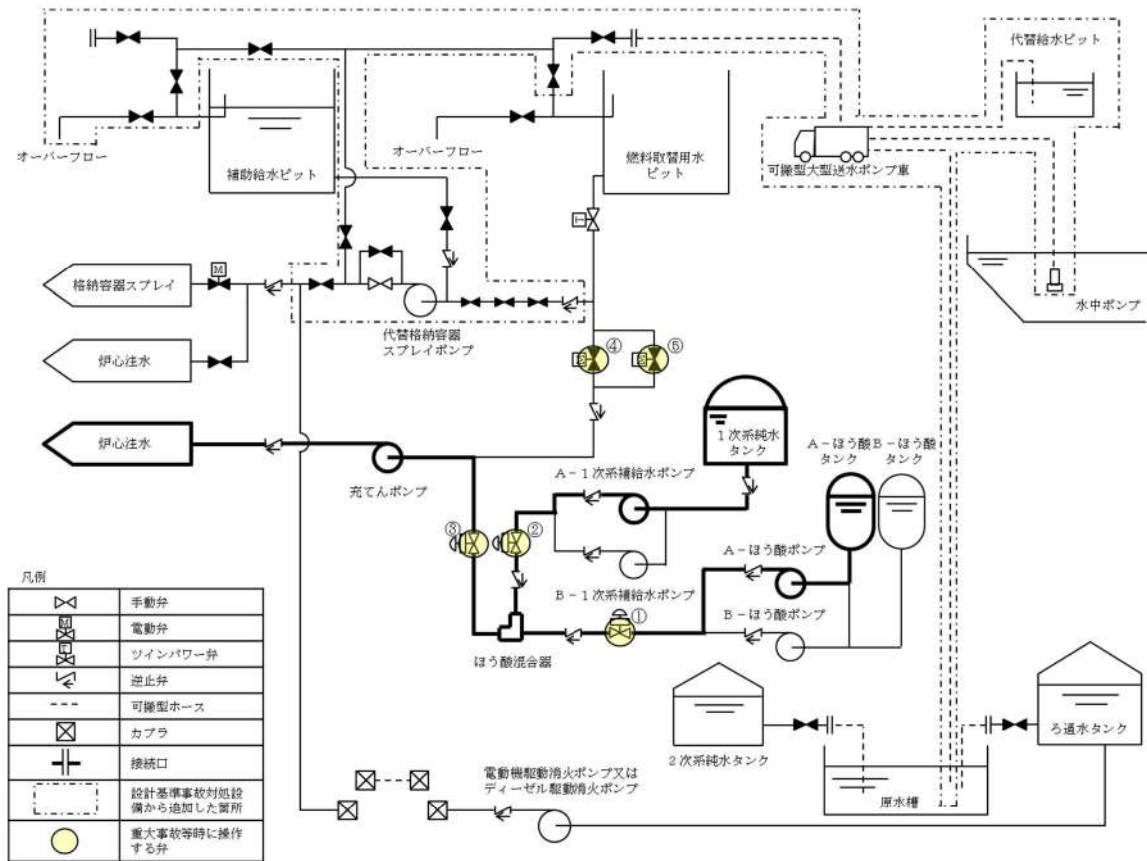 代替給水ピット
オーバーフロー
補助給水ピット
オーバーフロー
燃料取替用水
ピット
可搬型大型送水ポンプ車
T
M
格納容器スプレイ
水中ポンプ
代替格納容器
スプレイポンプ
炉心注水
④
⑤
M
M
炉心注水
充てんポンプ
1次系純水
タンク
A-1次系補給水ポンプ
A-ほう酸
タンク
B-ほう酸
タンク
③
②
A-ほう酸ポンプ
B-1次系補給水ポンプ
①
B-ほう酸ポンプ
ほう酸混合器
2次系純水タンク
ろ過水タンク
原水槽
電動機駆動消火ポンプ又は
ディーゼル駆動消火ポンプ
凡例
手動弁
M
電動弁
T
ツインパワー弁
逆止弁
可搬型ホース
カプラ
接続口
設計基準事故対処設
備から追加した箇所
重大事故等時に操作
する弁